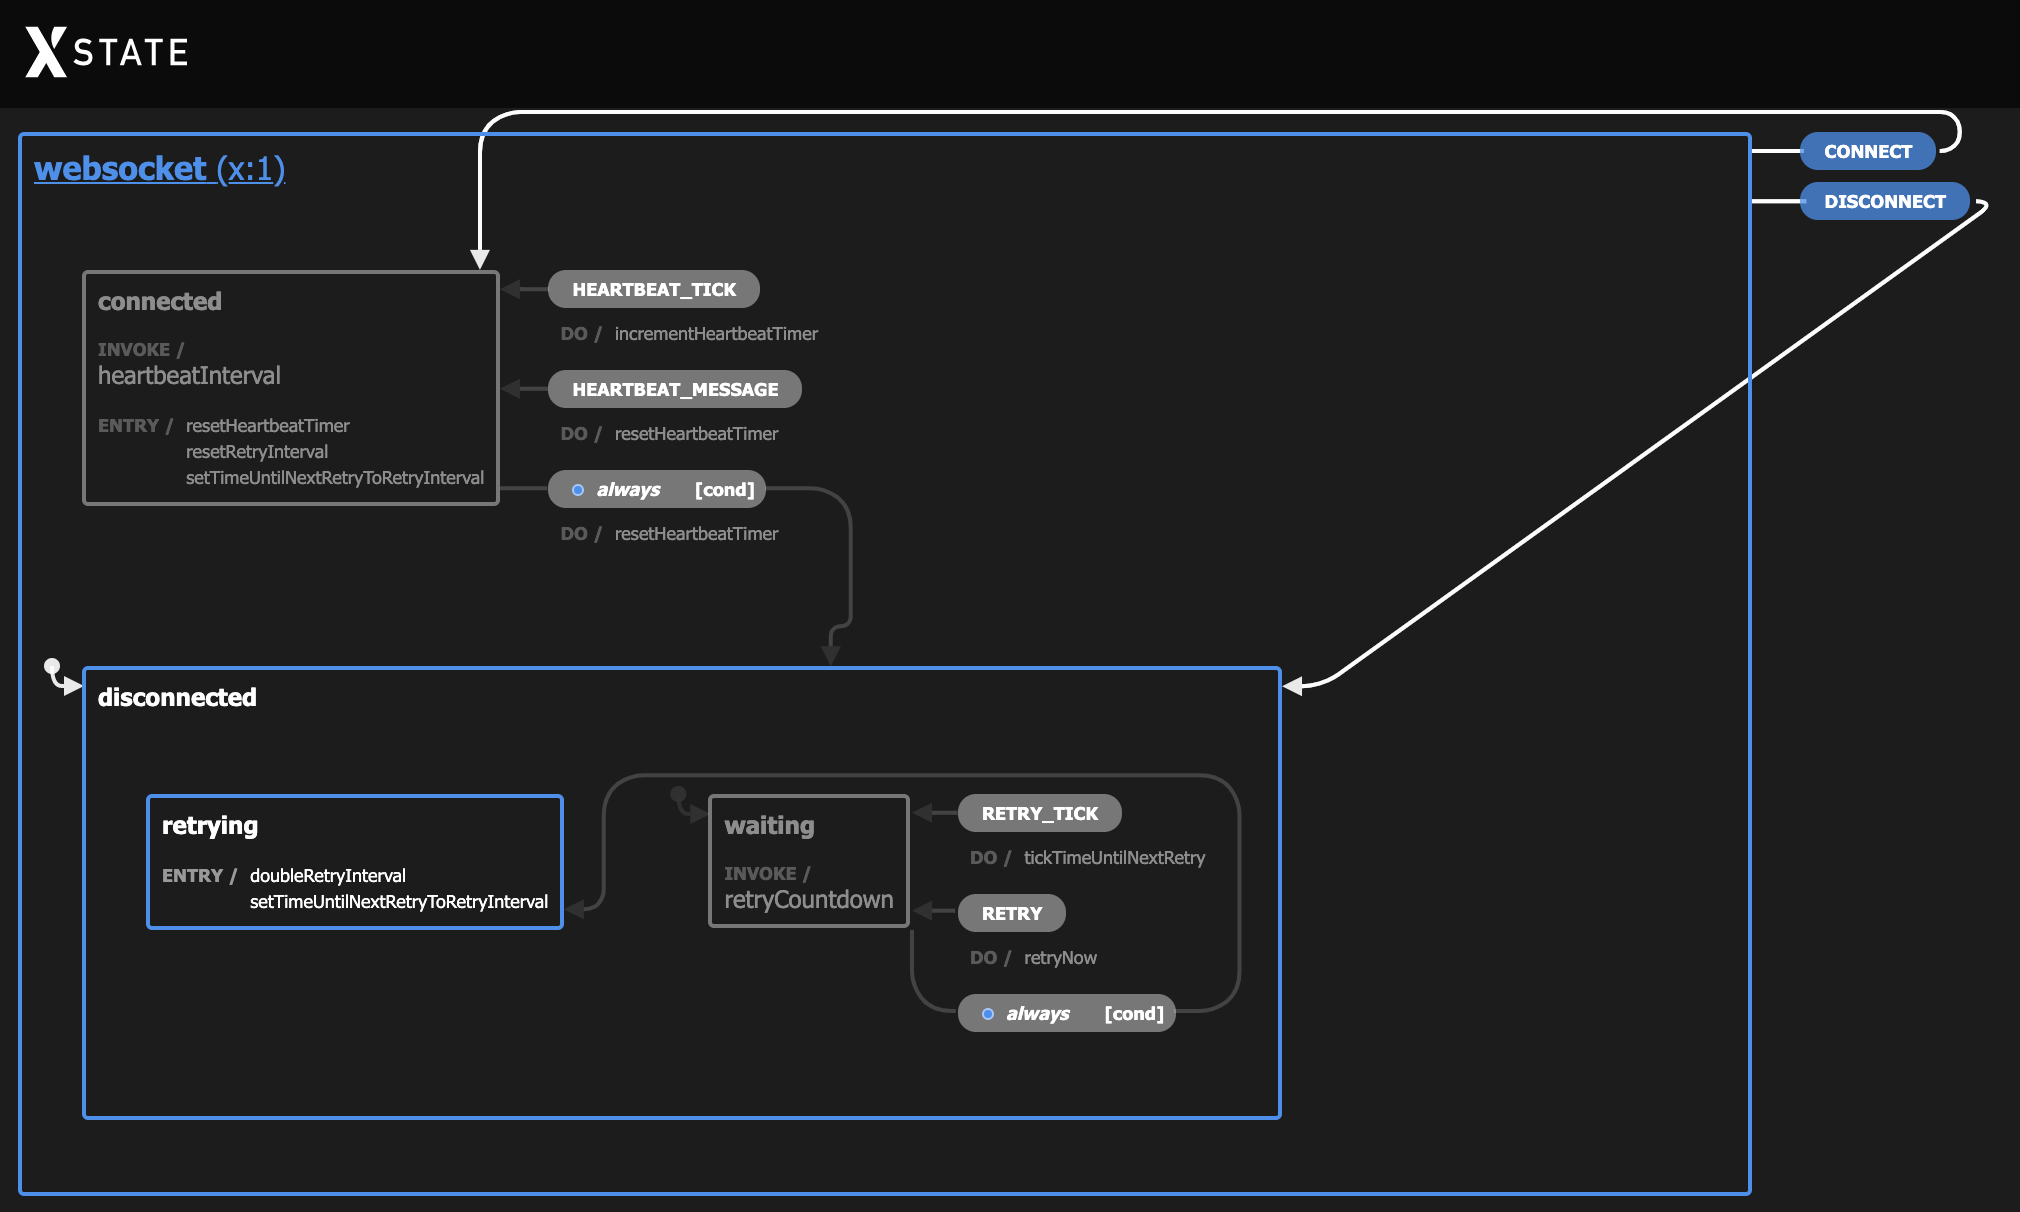 XSTATE
websocket (x:1)
CONNECT
DISCONNECT
connected
INVOKE /
heartbeatInterval
ENTRY / resetHeartbeatTimer
resetRetryInterval
setTimeUntilNextRetryToRetryInterval
HEARTBEAT_TICK
DO / incrementHeartbeatTimer
HEARTBEAT_MESSAGE
DO / resetHeartbeatTimer
always [cond]
DO / resetHeartbeatTimer
disconnected
retrying
ENTRY / doubleRetryInterval
setTimeUntilNextRetryToRetryInterval
waiting
INVOKE /
retryCountdown
RETRY_TICK
DO / tickTimeUntilNextRetry
RETRY
DO / retryNow
always [cond]